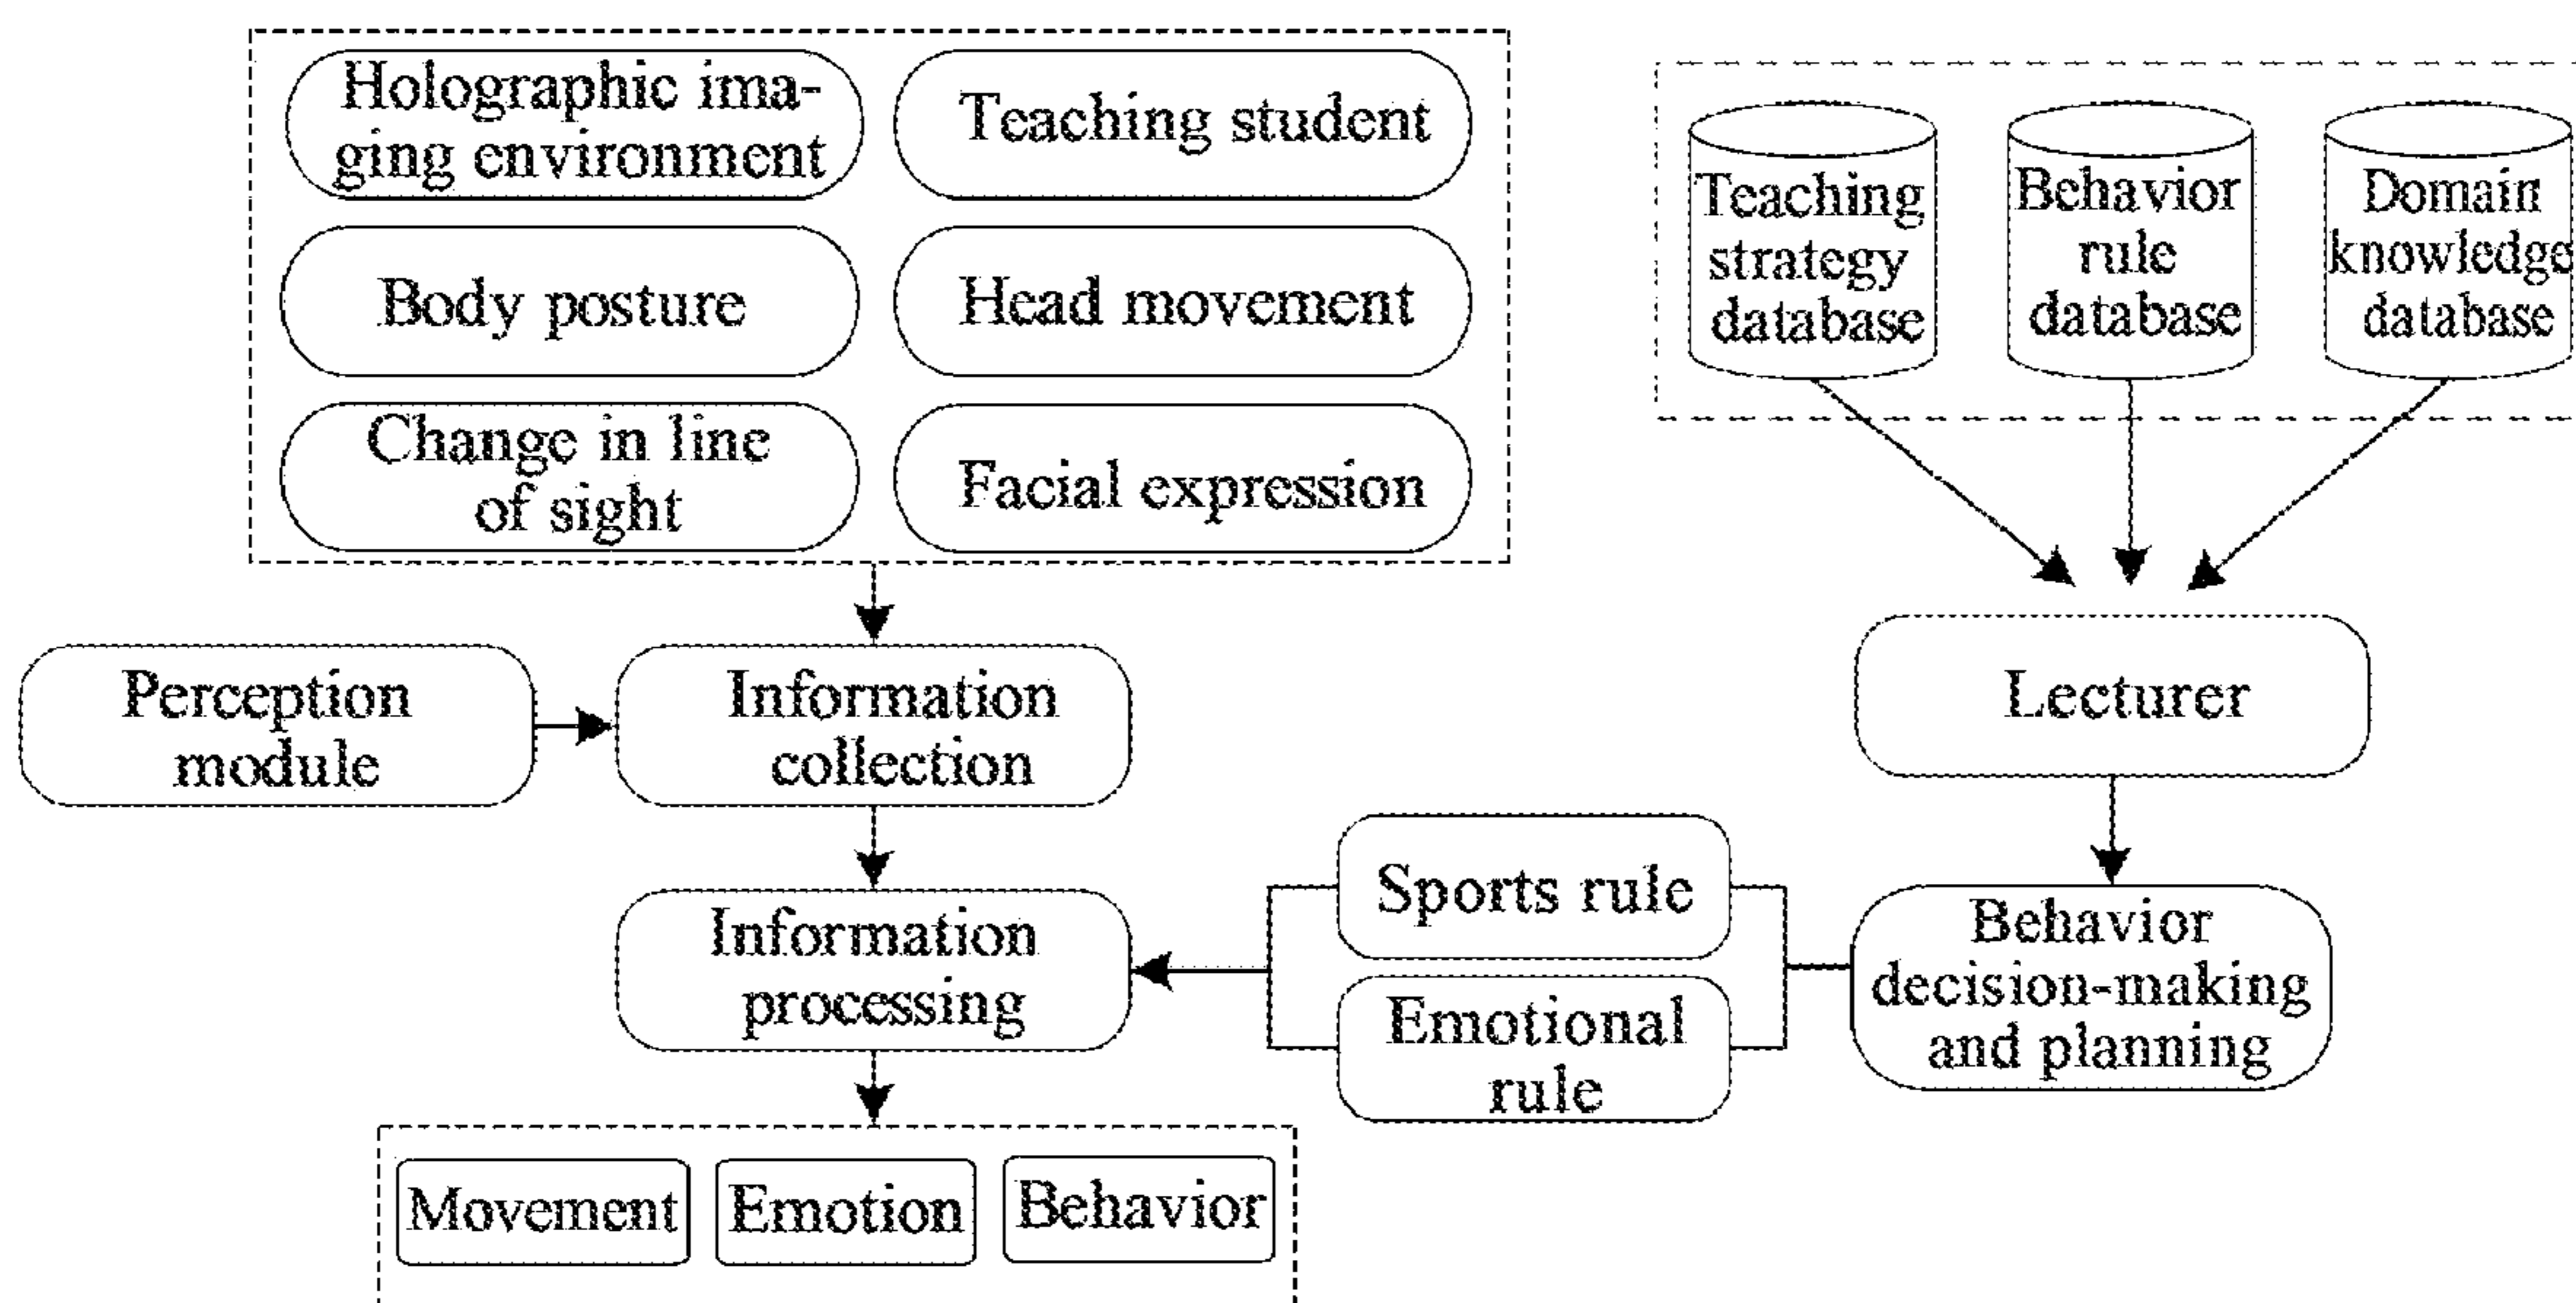 Holographic ima-
ging environment
Teaching student
Body posture
Head movement
Change in line
of sight
Facial expression
Teaching
strategy
database
Behavior
rule
database
Domain
knowledge
database
Perception
module
Information
collection
Lecturer
Information
processing
Sports rule
Emotional
rule
Behavior
decision-making
and planning
Movement
Emotion
Behavior